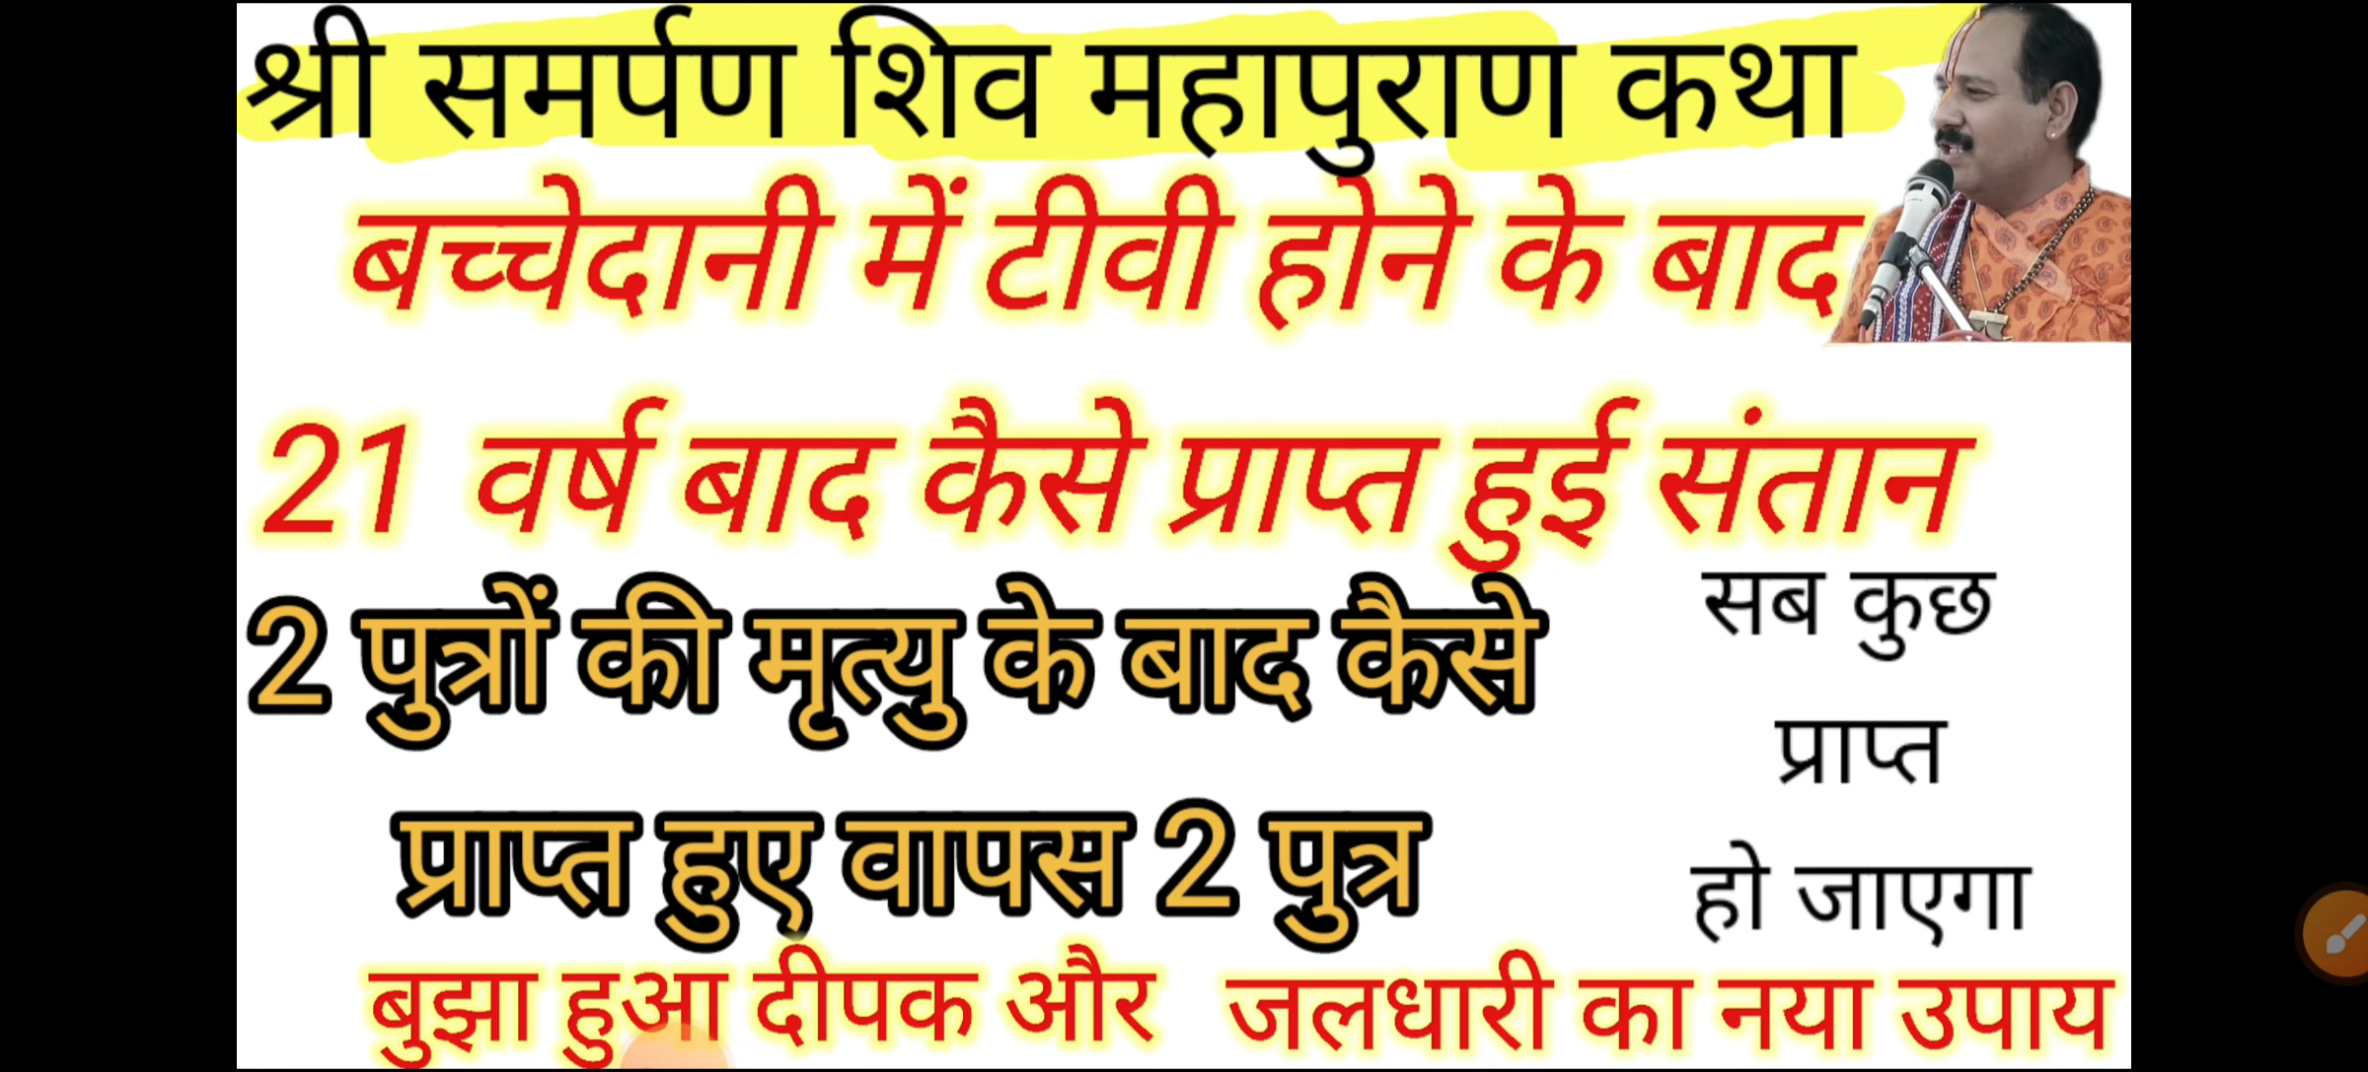 श्री समर्पण शिव महापुराण कथा
बच्चेदानी में टीवी होने के बाद
21 वर्ष बाद कैसे प्राप्त हुई संतान
2 पुत्रों की मृत्यु के बाद कैसे
प्राप्त हुए वापस 2 पुत्र
सब कुछ
प्राप्त
हो जाएगा
बुझा हुआ दीपक और जलधारी का नया उपाय